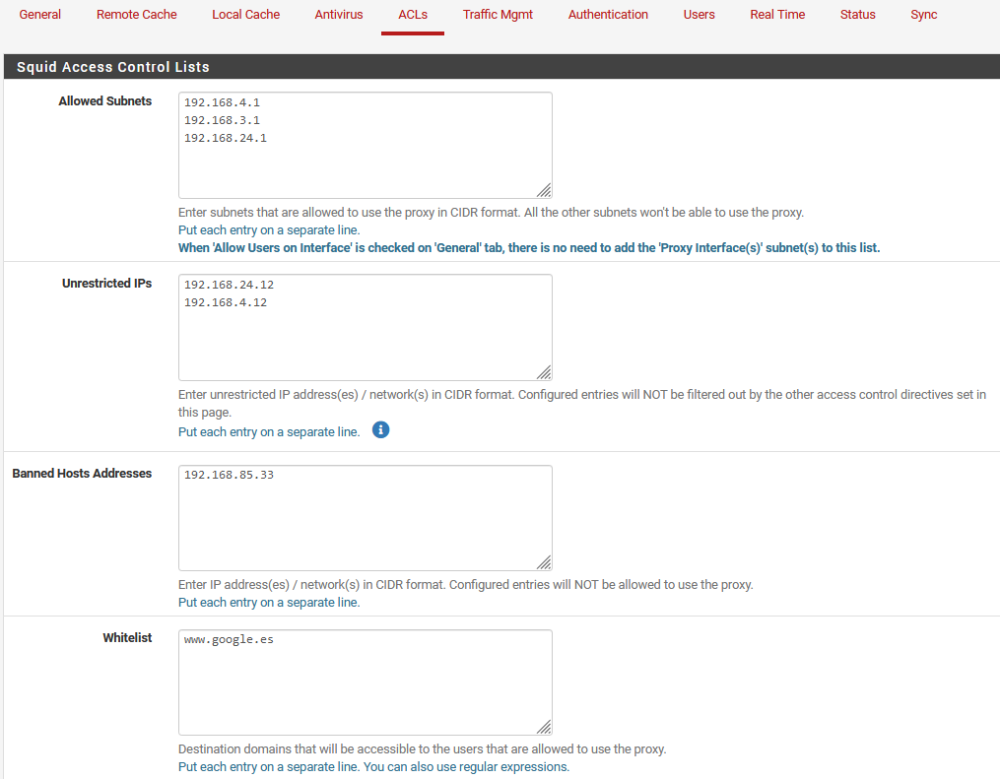 General Remote Cache Local Cache Antivirus ACLs Traffic Mgmt Authentication Users Real Time Status Sync
Squid Access Control Lists
Allowed Subnets
192.168.4.1
192.168.3.1
192.168.24.1
Enter subnets that are allowed to use the proxy in CIDR format. All the other subnets won't be able to use the proxy.
Put each entry on a separate line.
When 'Allow Users on Interface' is checked on 'General' tab, there is no need to add the 'Proxy Interface(s)' subnet(s) to this list.
Unrestricted IPs
192.168.24.12
192.168.4.12
Enter unrestricted IP address(es) / network(s) in CIDR format. Configured entries will NOT be filtered out by the other access control directives set in
this page.
Put each entry on a separate line.
Banned Hosts Addresses
192.168.85.33
Enter IP address(es) / network(s) in CIDR format. Configured entries will NOT be allowed to use the proxy.
Put each entry on a separate line.
Whitelist
www.google.es
Destination domains that will be accessible to the users that are allowed to use the proxy.
Put each entry on a separate line. You can also use regular expressions.